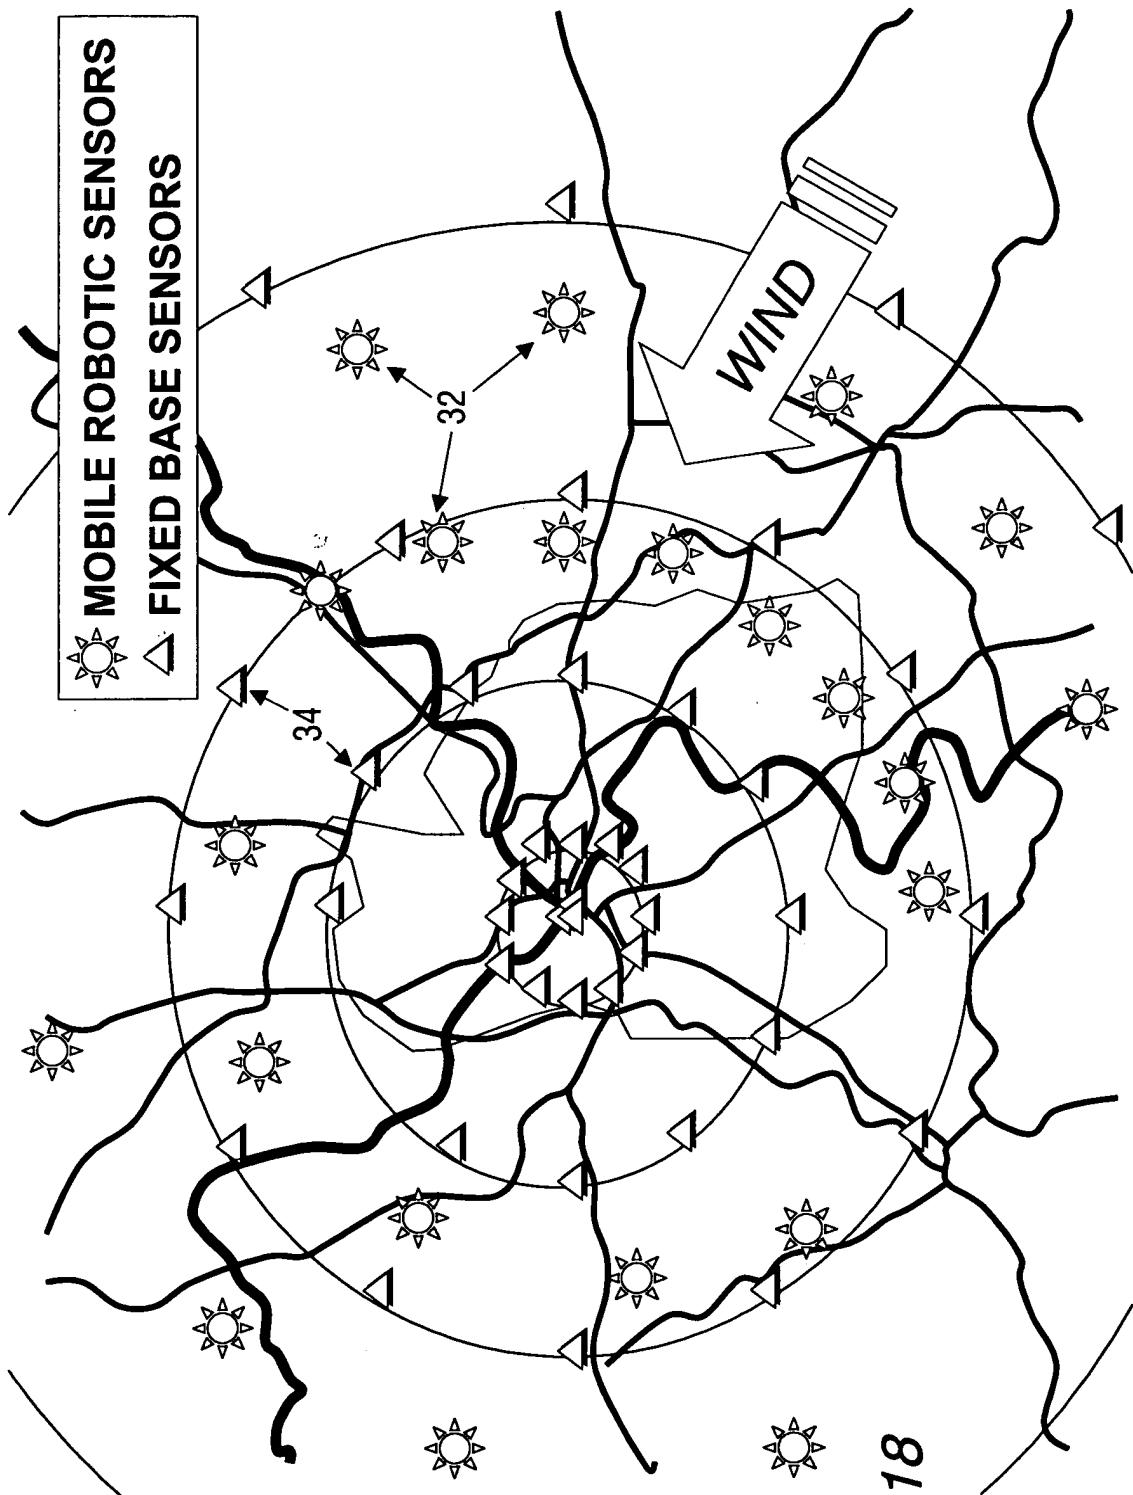 MOBILE ROBOTIC SENSORS
FIXED BASE SENSORS
32
34
WIND
18